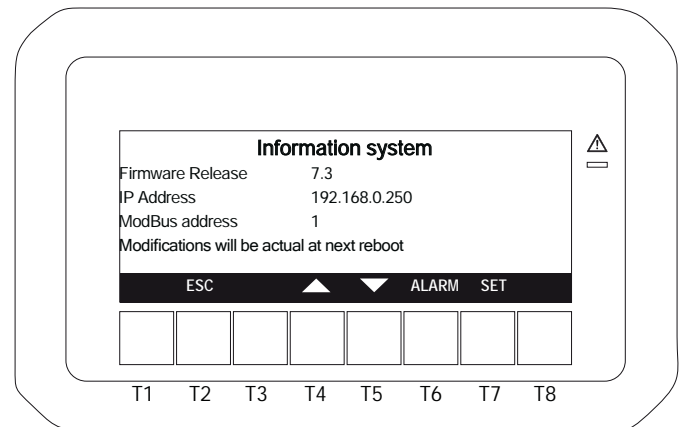 Information system
Firmware Release 7.3
IP Address 192.168.0.250
ModBus address 1
Modifications will be actual at next reboot
ESC ALARM SET
T1 T2 T3 T4 T5 T6 T7 T8